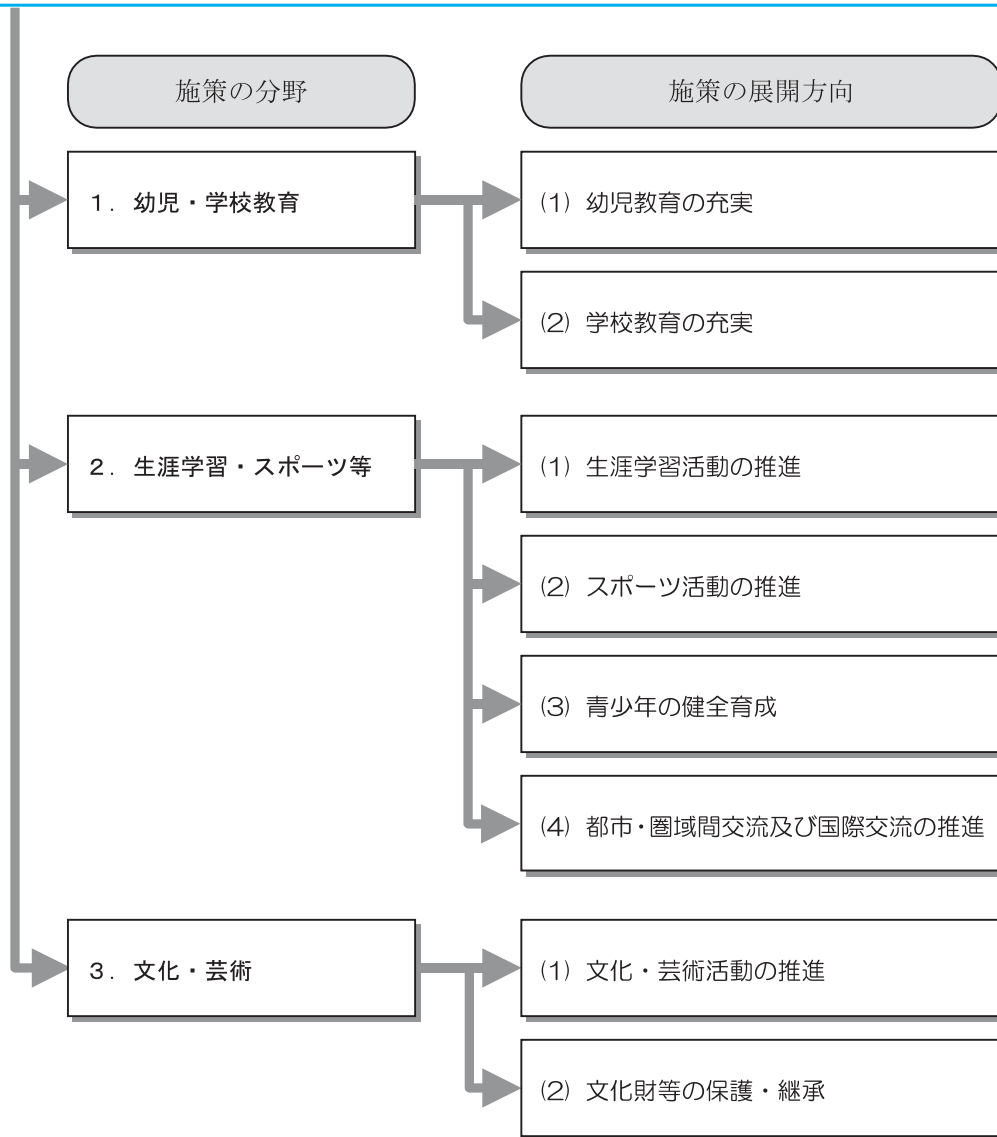 施策の分野
施策の展開方向
１．幼児・学校教育
(1) 幼児教育の充実
(2) 学校教育の充実
２．生涯学習・スポーツ等
(1) 生涯学習活動の推進
(2) スポーツ活動の推進
(3) 青少年の健全育成
(4) 都市・圏域間交流及び国際交流の推進
３．文化・芸術
(1) 文化・芸術活動の推進
(2) 文化財等の保護・継承